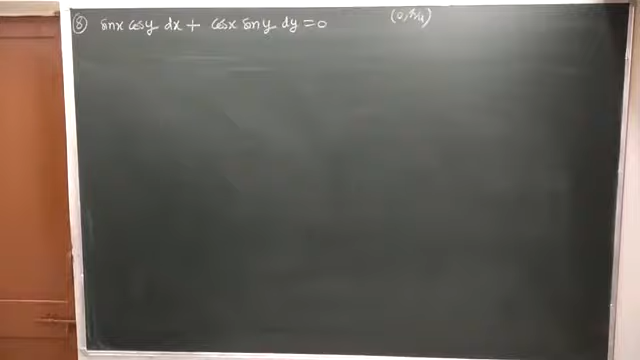 ⑧ sinx cosy dx + cosx siny dy = 0 (0, π/4)